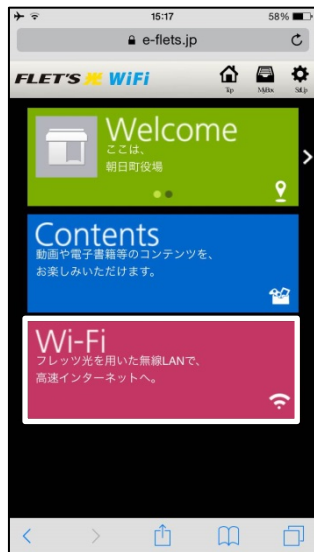 15:17
58%
e-flets.jp
FLET'S 光 WiFi
Top
MyBox
SetUp
Welcome
ここは、
朝日町役場
Contents
動画や電子書籍等のコンテンツを、
お楽しみいただけます。
Wi-Fi
フレッツ光を用いた無線LANで、
高速インターネットへ。